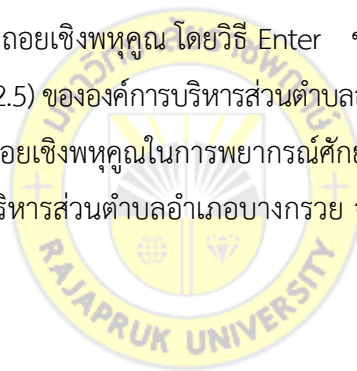 ถอยเชิงพหุคูณ โดยวิธี Enter
2.5) ขององค์การบริหารส่วนตำบล
อยเชิงพหุคูณในการพยากรณ์ศักย
ริหารส่วนตำบลอำเภอบางกรวย
RAJAPRUK UNIVERSITY